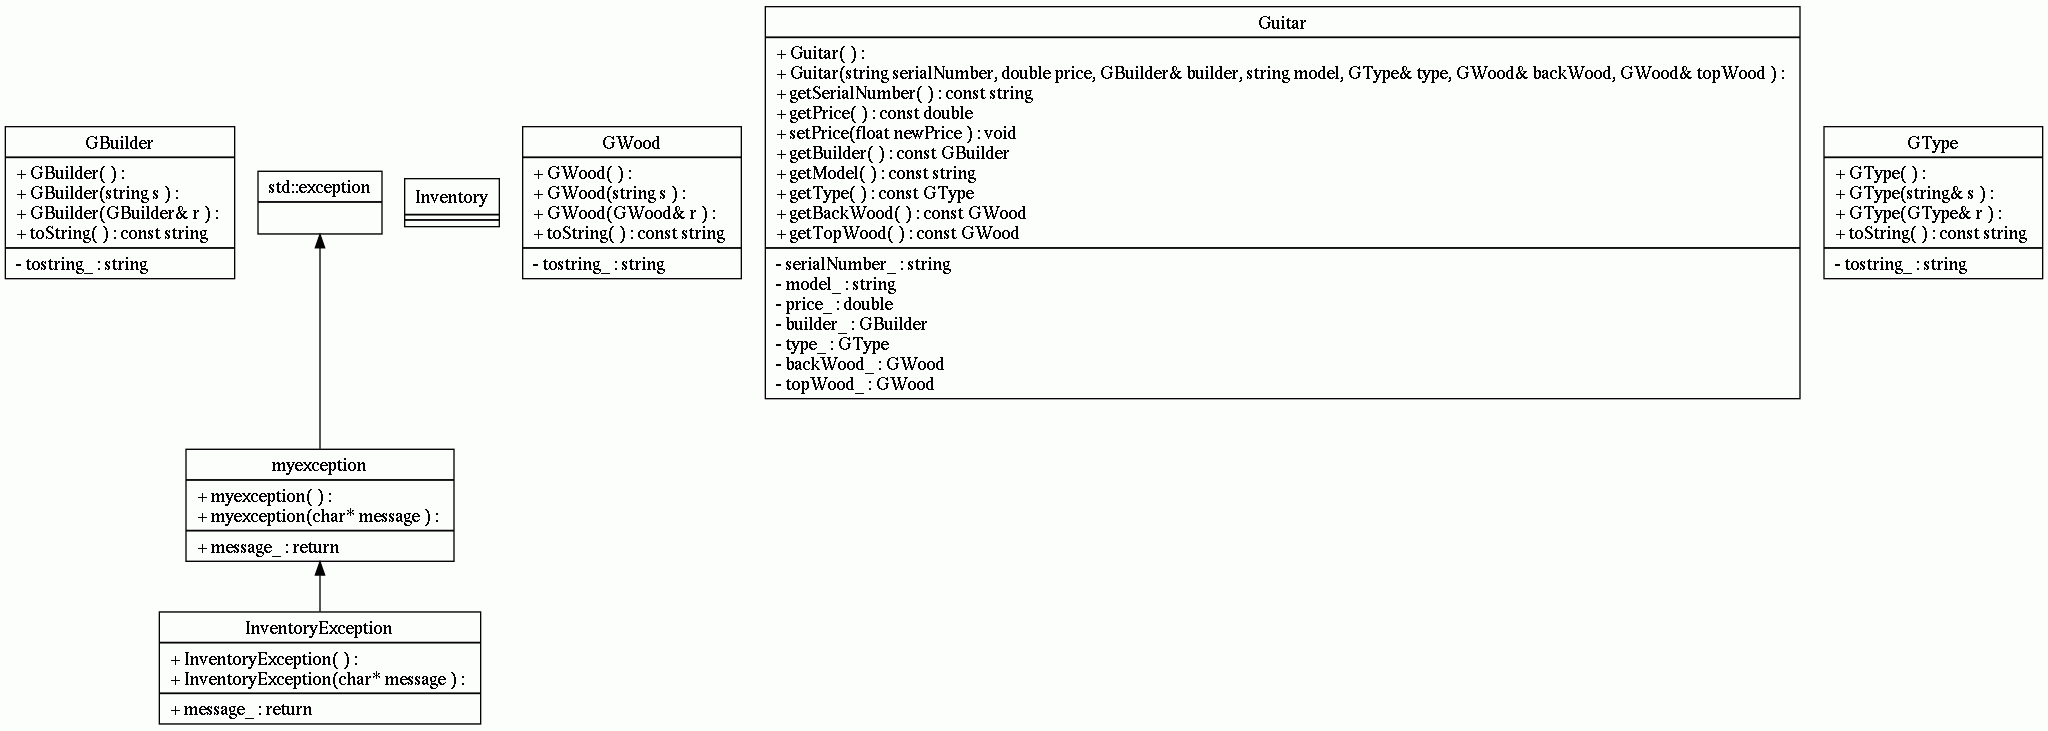 GBuilder
+ GBuilder( ) :
+ GBuilder(string s ) :
+ GBuilder(GBuilder& r ) :
+ toString( ) : const string
- tostring_ : string
std::exception
Inventory
GWood
+ GWood( ) :
+ GWood(string s ) :
+ GWood(GWood& r ) :
+ toString( ) : const string
- tostring_ : string
Guitar
+ Guitar( ) :
+ Guitar(string serialNumber, double price, GBuilder& builder, string model, GType& type, GWood& backWood, GWood& topWood ) :
+ getSerialNumber( ) : const string
+ getPrice( ) : const double
+ setPrice(float newPrice ) : void
+ getBuilder( ) : const GBuilder
+ getModel( ) : const string
+ getType( ) : const GType
+ getBackWood( ) : const GWood
+ getTopWood( ) : const GWood
- serialNumber_ : string
- model_ : string
- price_ : double
- builder_ : GBuilder
- type_ : GType
- backWood_ : GWood
- topWood_ : GWood
GType
+ GType( ) :
+ GType(string& s ) :
+ GType(GType& r ) :
+ toString( ) : const string
- tostring_ : string
myexception
+ myexception( ) :
+ myexception(char* message ) :
+ message_ : return
InventoryException
+ InventoryException( ) :
+ InventoryException(char* message ) :
+ message_ : return